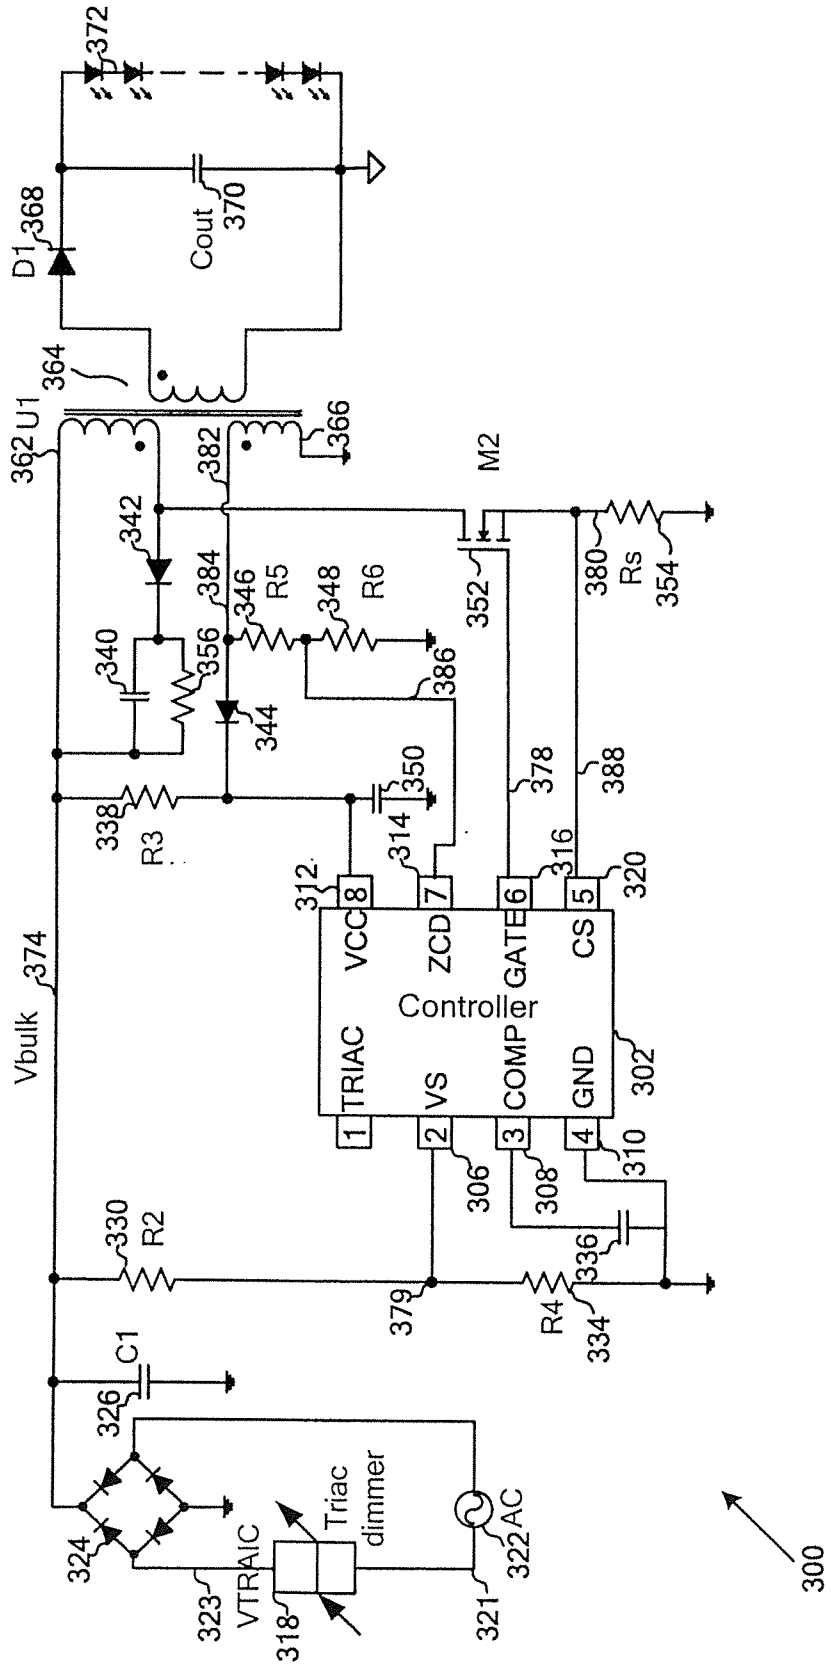 300
321
322
AC
Triac
dimmer
318
VTRAIC
323
324
326
C1
330
R2
379
R4
334
336
Vbulk
374
302
Controller
1
TRIAC
2
VS
306
3
COMP
308
4
GND
310
8
VCC
312
7
ZCD
314
6
GATE
316
5
CS
320
338
R3
350
344
340
356
342
384
346
R5
348
R6
386
378
388
352
M2
380
Rs
354
362
U1
364
382
366
D1
368
Cout
370
372